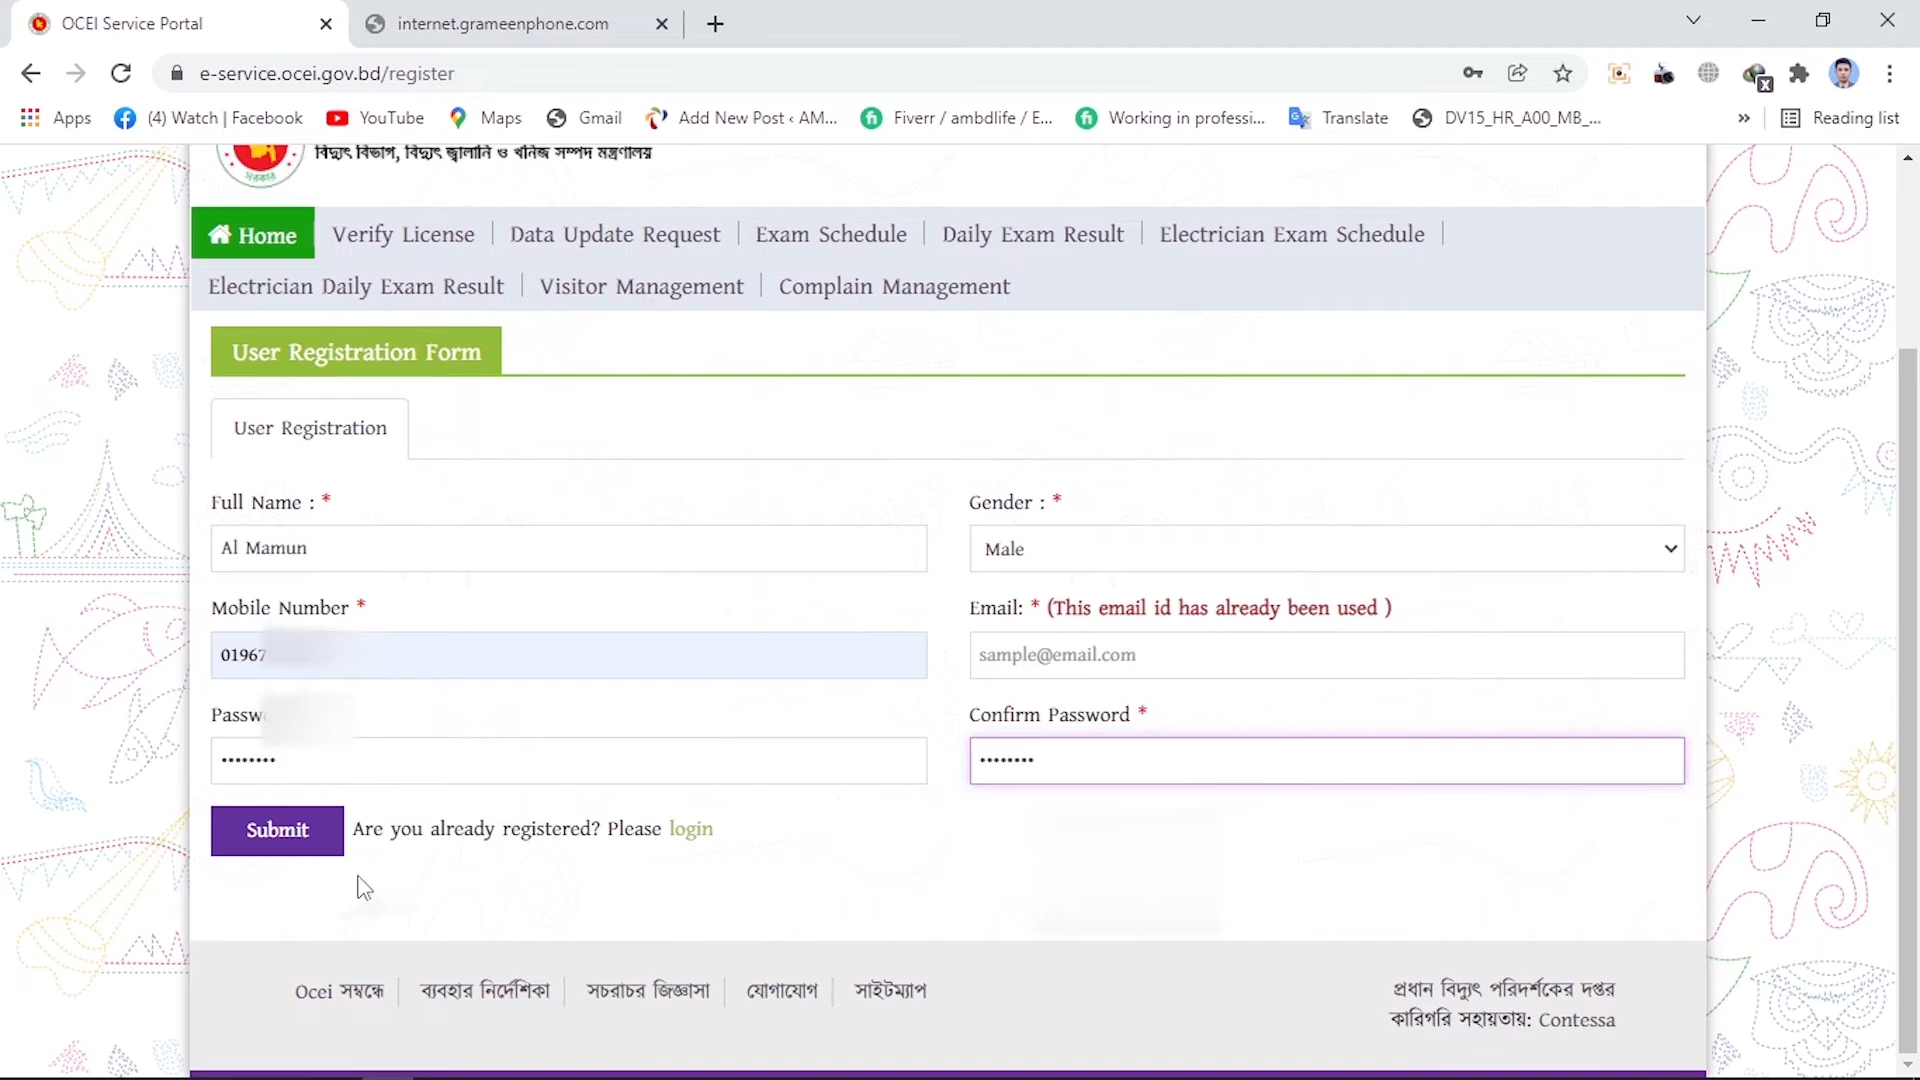 OCEI Service Portal
internet.grameenphone.com
e-service.ocei.gov.bd/register
Apps
(4) Watch | Facebook
YouTube
Maps
Gmail
Add New Post ‹ AM...
Fiverr / ambdlife / E...
Working in professi...
Translate
DV15_HR_A00_MB_...
»
Reading list
বিদ্যুৎ বিভাগ, বিদ্যুৎ জ্বালানি ও খনিজ সম্পদ মন্ত্রণালয়
সরকার
Home
Verify License
Data Update Request
Exam Schedule
Daily Exam Result
Electrician Exam Schedule
Electrician Daily Exam Result
Visitor Management
Complain Management
User Registration Form
User Registration
Full Name : *
Gender : *
Al Mamun
Male
Mobile Number *
Email: * (This email id has already been used )
01967
sample@email.com
Passw
Confirm Password *
••••••••
••••••••
Submit
Are you already registered? Please login
Ocei সম্বন্ধে
ব্যবহার নির্দেশিকা
সচরাচর জিজ্ঞাসা
যোগাযোগ
সাইটম্যাপ
প্রধান বিদ্যুৎ পরিদর্শকের দপ্তর
কারিগরি সহায়তায়: Contessa